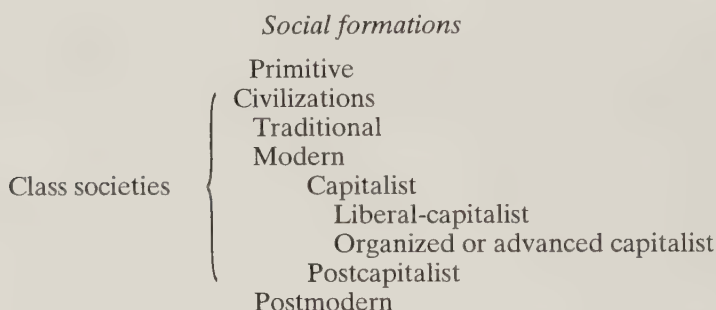 Social formations
Primitive
Civilizations
Traditional
Modern
Class societies
Capitalist
Liberal-capitalist
Organized or advanced capitalist
Postcapitalist
Postmodern